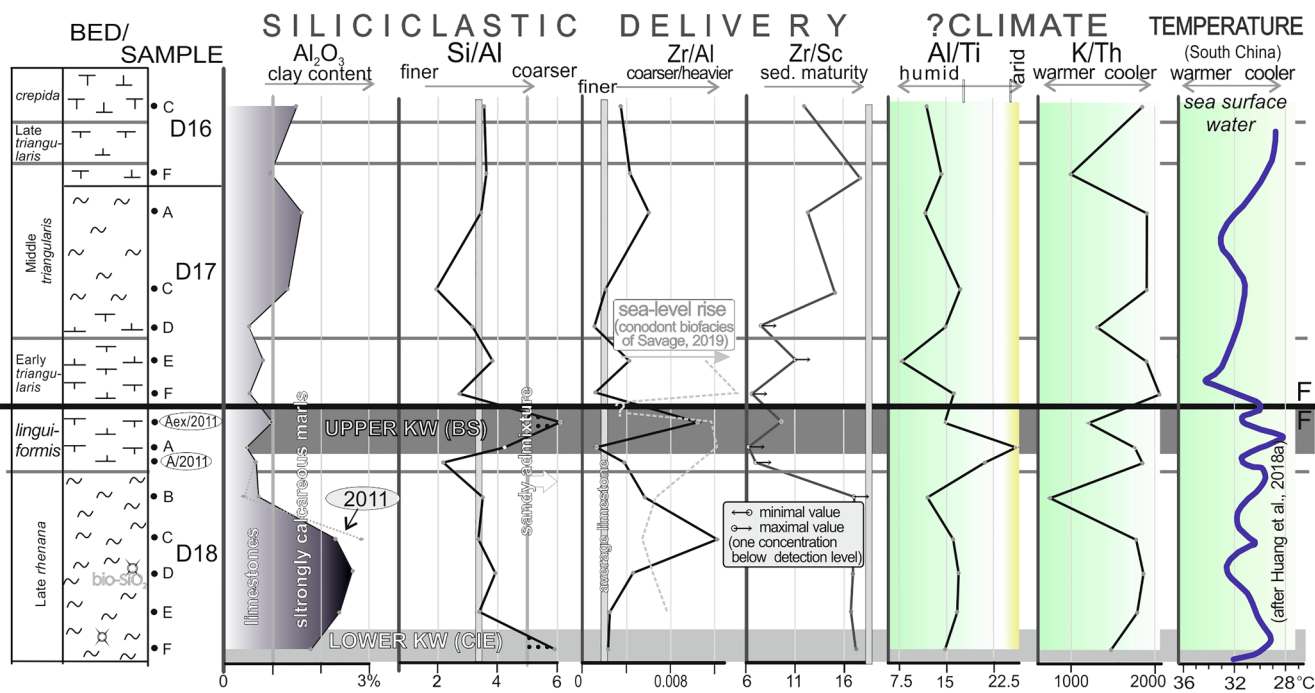 SILICICLASTIC DELIVERY ?CLIMATE TEMPERATURE
BED/
SAMPLE
Al2O3
clay content
Si/Al
finer coarser
Zr/Al
coarser/heavier
finer
Zr/Sc
sed. maturity
Al/Ti
humid arid
K/Th
warmer cooler
(South China)
warmer cooler
sea surface
water
crepida
C
D16
Late
triangu-
laris
F
Middle
triangularis
A
D17
C
D
Early
triangu-
laris
E
F
sea-level rise
(conodont biofacies
of Savage, 2019)
?
F
F
lingui-
formis
Aex/2011
A
A/2011
UPPER KW (BS)
Late rhenana
B
C
D18
D
bio-SiO2
E
F
2011
limestones
sltrongly calcareous marls
sandy admixture
average limestone
minimal value
maximal value
(one concentration
below detection level)
LOWER KW (CIE)
(after Huang et al., 2018a)
0 3% 2 4 6 0 0.008 6 11 16 7.5 15 22.5 1000 2000 36 32 28°C